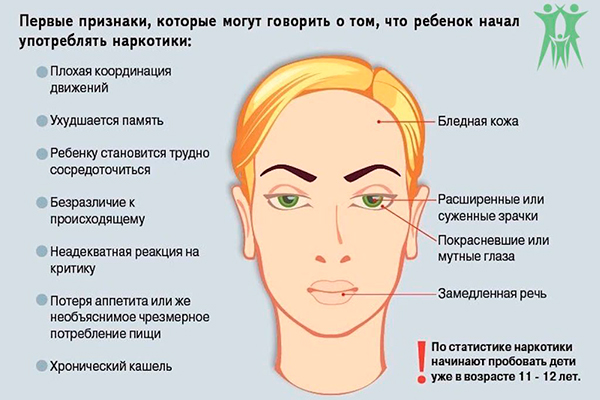 Первые признаки, которые могут говорить о том, что ребенок начал
употреблять наркотики:
Плохая координация
движений
Ухудшается память
Ребенку становится трудно
сосредоточиться
Безразличие к
происходящему
Неадекватная реакция на
критику
Потеря аппетита или же
необъяснимое чрезмерное
потребление пищи
Хронический кашель
Бледная кожа
Расширенные или
суженные зрачки
Покрасневшие или
мутные глаза
Замедленная речь
! По статистике наркотики
начинают пробовать дети
уже в возрасте 11 - 12 лет.